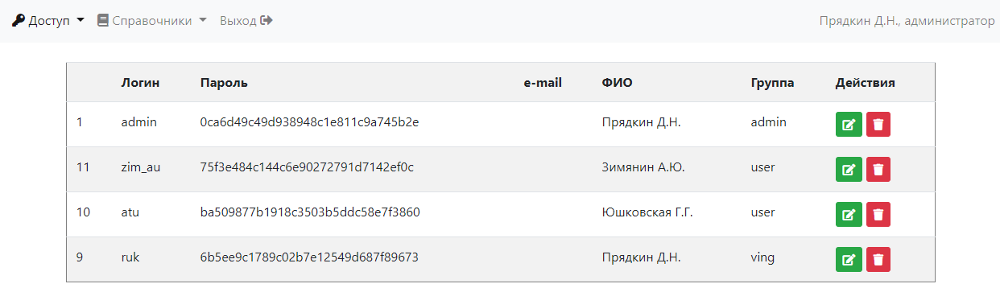 Доступ Справочники Выход Прядкин Д.Н., администратор
Логин Пароль e-mail ФИО Группа Действия
1 admin 0ca6d49c49d938948c1e811c9a745b2e Прядкин Д.Н. admin
11 zim_au 75f3e484c144c6e90272791d7142ef0c Зимянин А.Ю. user
10 atu ba509877b1918c3503b5ddc58e7f3860 Юшковская Г.Г. user
9 ruk 6b5ee9c1789c02b7e12549d687f89673 Прядкин Д.Н. ving